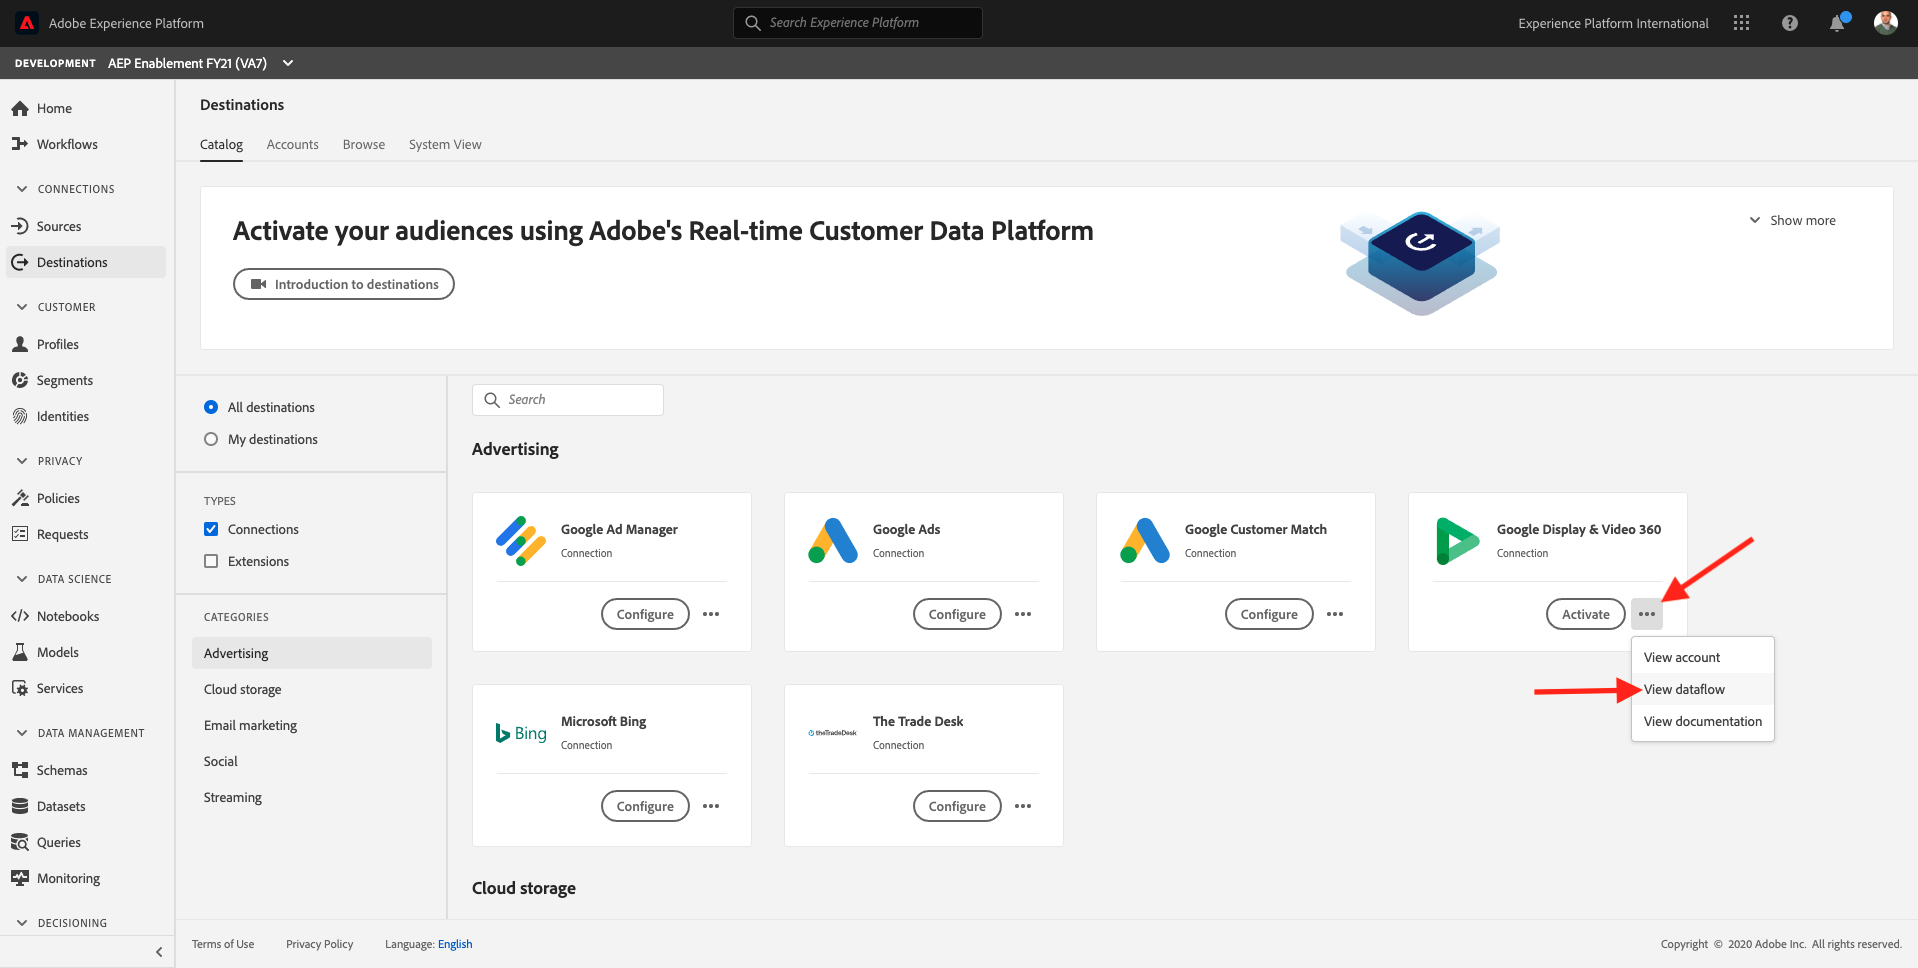 Adobe Experience Platform
Search Experience Platform
Experience Platform International
DEVELOPMENT AEP Enablement FY21 (VA7)
Home
Workflows
CONNECTIONS
Sources
Destinations
CUSTOMER
Profiles
Segments
Identities
PRIVACY
Policies
Requests
DATA SCIENCE
Notebooks
Models
Services
DATA MANAGEMENT
Schemas
Datasets
Queries
Monitoring
DECISIONING
Destinations
Catalog Accounts Browse System View
Activate your audiences using Adobe's Real-time Customer Data Platform
Show more
Introduction to destinations
All destinations
My destinations
TYPES
Connections
Extensions
CATEGORIES
Advertising
Cloud storage
Email marketing
Social
Streaming
Search
Advertising
Google Ad Manager
Connection
Configure
Google Ads
Connection
Configure
Google Customer Match
Connection
Configure
Google Display & Video 360
Connection
Activate
View account
View dataflow
View documentation
Bing
Microsoft Bing
Connection
Configure
theTradeDesk
The Trade Desk
Connection
Configure
Cloud storage
Terms of Use Privacy Policy Language: English
Copyright © 2020 Adobe Inc. All rights reserved.